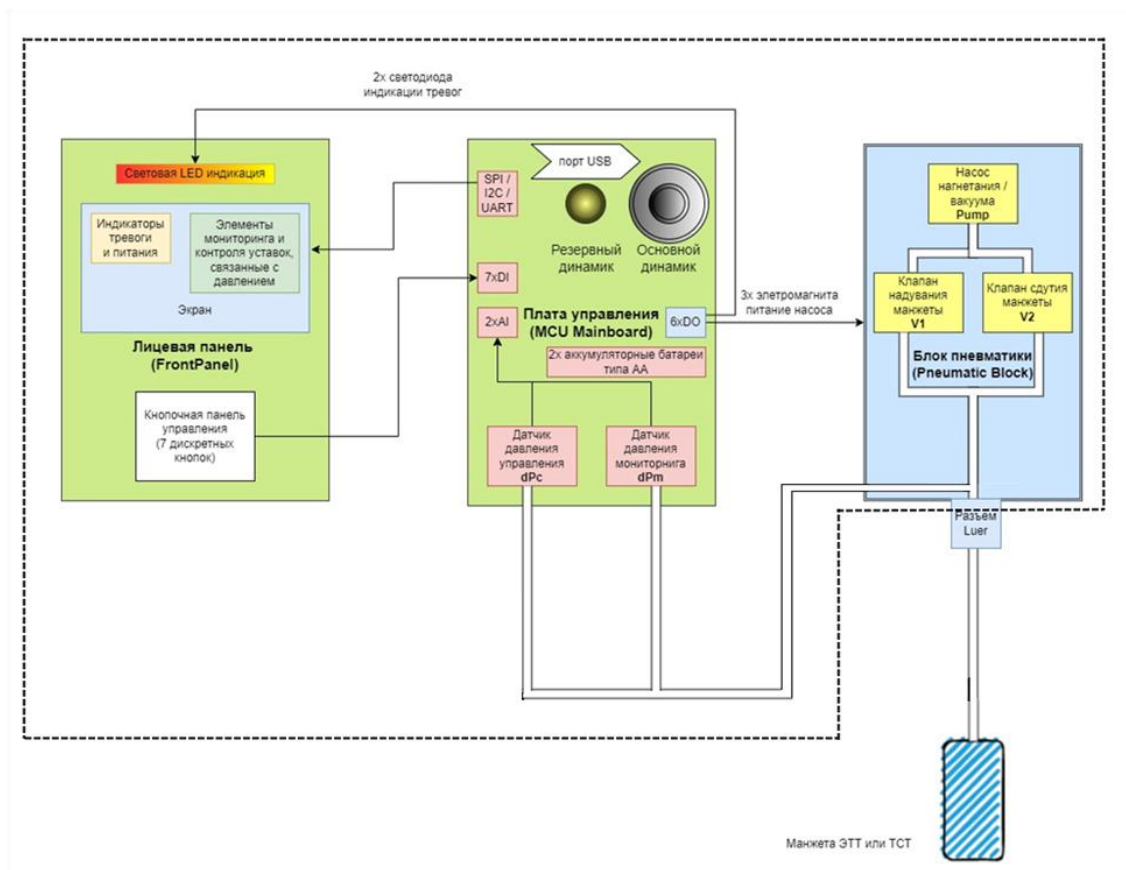 2х светодиода
индикации тревог
Световая LED индикация
Индикаторы
тревоги
и питания
Элементы
мониторинга и
контроля уставок,
связанные с
давлением
Экран
Лицевая панель
(FrontPanel)
Кнопочная панель
управления
(7 дискретных
кнопок)
порт USB
SPI /
I2C /
UART
Резервный
динамик
Основной
динамик
7xDI
2xAI
Плата управления
(MCU Mainboard)
6xDO
2х аккумуляторные батареи
типа АА
Датчик
давления
управления
dPc
Датчик
давления
мониторнига
dPm
3х элетромагнита
питание насоса
Насос
нагнетания /
вакуума
Pump
Клапан
надувания
манжеты
V1
Клапан сдутия
манжеты
V2
Блок пневматики
(Pneumatic Block)
Разъем
Luer
Манжета ЭТТ или ТСТ